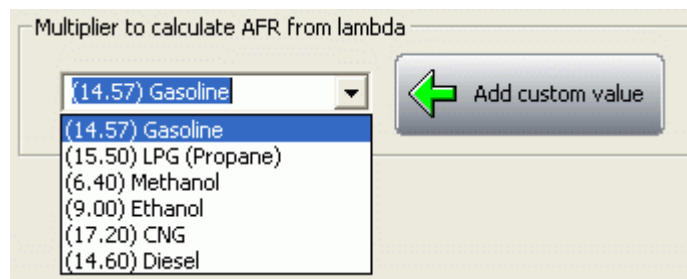 Multiplier to calculate AFR from lambda
(14.57) Gasoline
Add custom value
(14.57) Gasoline
(15.50) LPG (Propane)
(6.40) Methanol
(9.00) Ethanol
(17.20) CNG
(14.60) Diesel